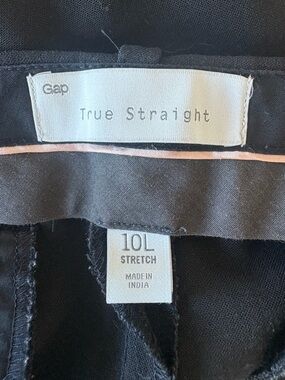 Gap
True Straight
10L
STRETCH
MADE IN
INDIA